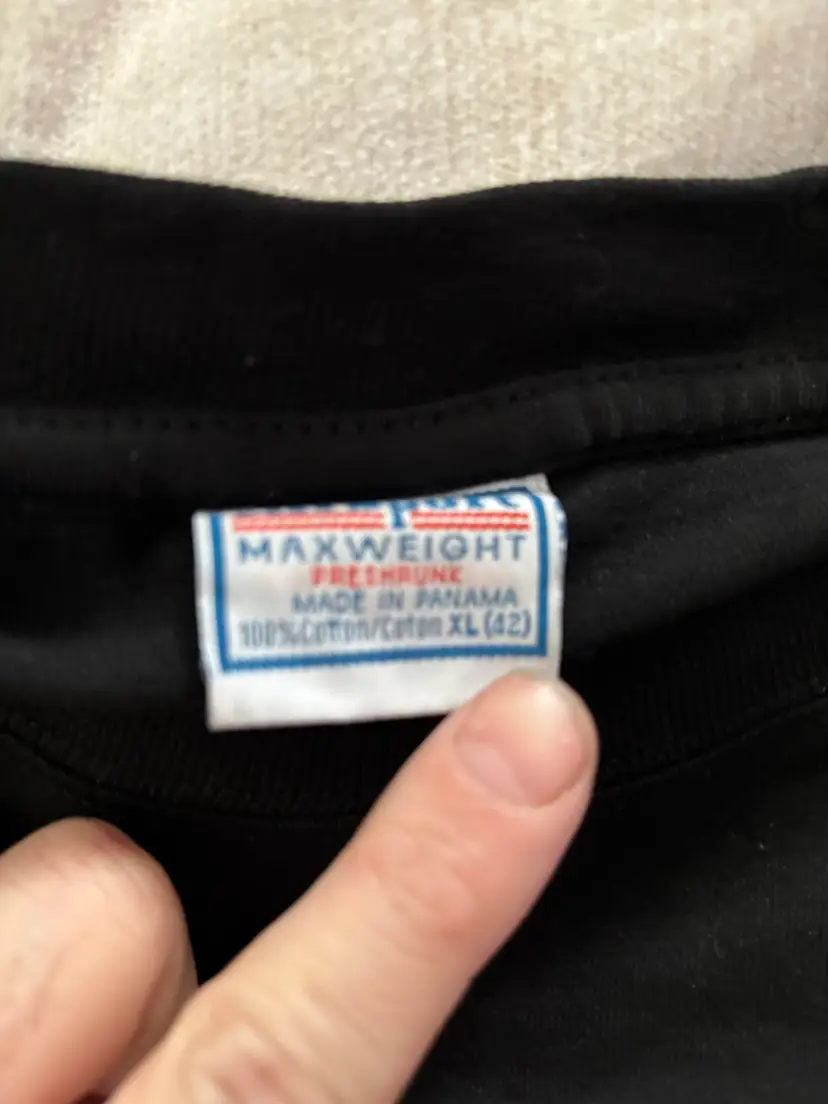 MAXWEIGHT
PRESHRUNK
MADE IN PANAMA
100% Cotton/Coton XL (42)